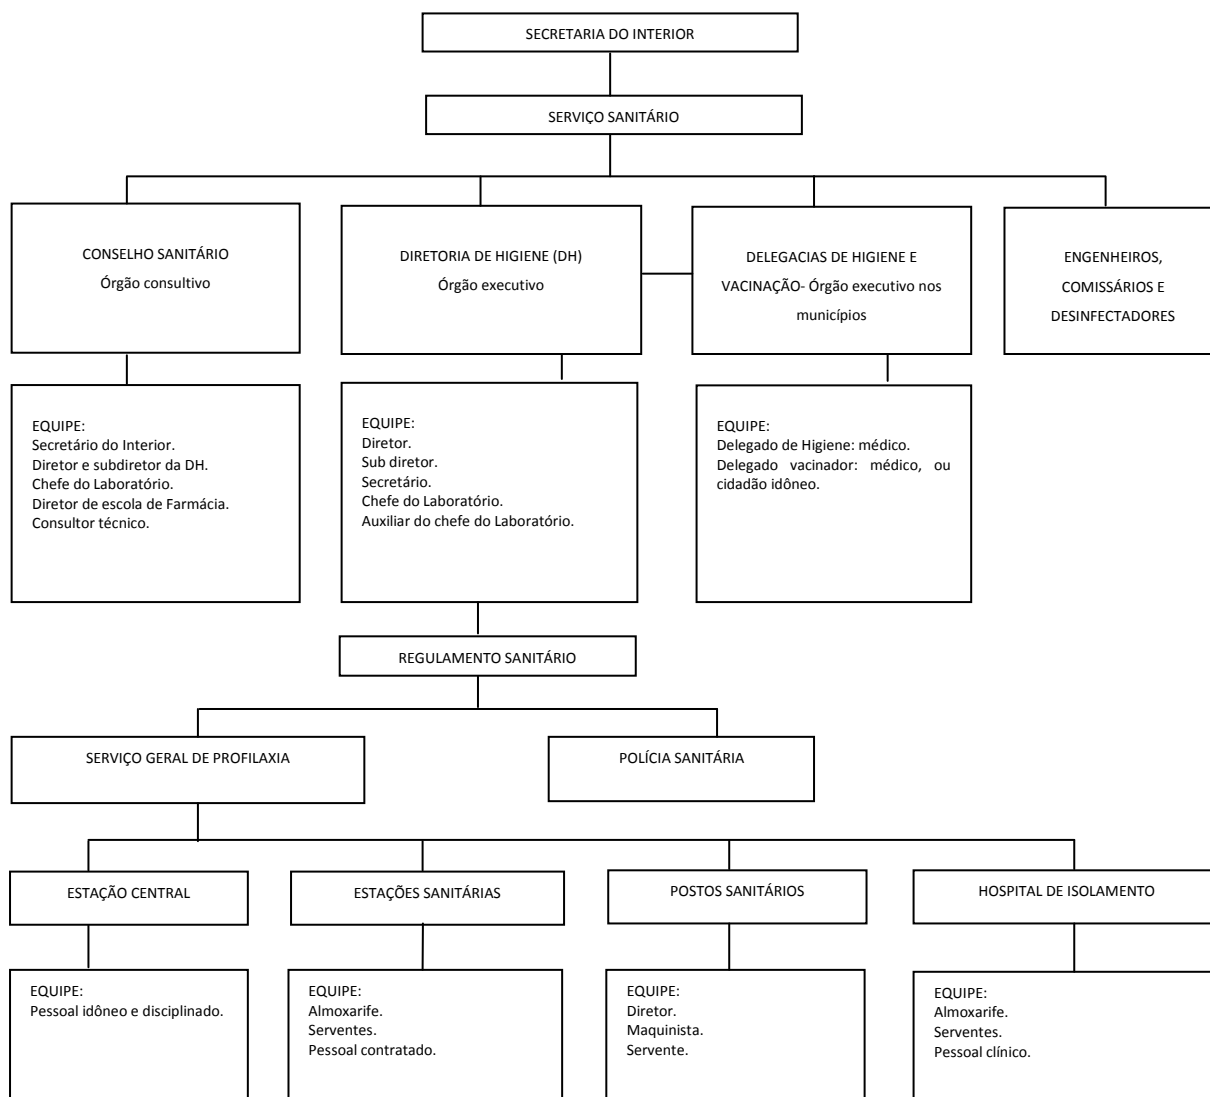 SECRETARIA DO INTERIOR
SERVIÇO SANITÁRIO
CONSELHO SANITÁRIO
Órgão consultivo
DIRETORIA DE HIGIENE (DH)
Órgão executivo
DELEGACIAS DE HIGIENE E
VACINAÇÃO- Órgão executivo nos
municípios
ENGENHEIROS,
COMISSÁRIOS E
DESINFECTADORES
EQUIPE:
Secretário do Interior.
Diretor e subdiretor da DH.
Chefe do Laboratório.
Diretor de escola de Farmácia.
Consultor técnico.
EQUIPE:
Diretor.
Sub diretor.
Secretário.
Chefe do Laboratório.
Auxiliar do chefe do Laboratório.
EQUIPE:
Delegado de Higiene: médico.
Delegado vacinador: médico, ou
cidadão idôneo.
REGULAMENTO SANITÁRIO
SERVIÇO GERAL DE PROFILAXIA
POLÍCIA SANITÁRIA
ESTAÇÃO CENTRAL
ESTAÇÕES SANITÁRIAS
POSTOS SANITÁRIOS
HOSPITAL DE ISOLAMENTO
EQUIPE:
Pessoal idôneo e disciplinado.
EQUIPE:
Almoxarife.
Serventes.
Pessoal contratado.
EQUIPE:
Diretor.
Maquinista.
Servente.
EQUIPE:
Almoxarife.
Serventes.
Pessoal clínico.